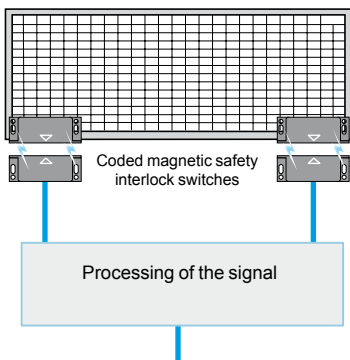 Coded magnetic safety
interlock switches
Processing of the signal